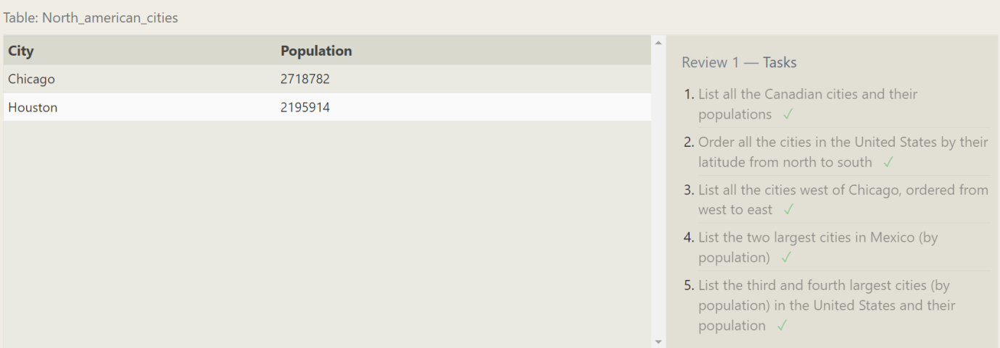 Table: North_american_cities
City Population
Chicago 2718782
Houston 2195914
Review 1 — Tasks
1. List all the Canadian cities and their
populations ✓
2. Order all the cities in the United States by their
latitude from north to south ✓
3. List all the cities west of Chicago, ordered from
west to east ✓
4. List the two largest cities in Mexico (by
population) ✓
5. List the third and fourth largest cities (by
population) in the United States and their
population ✓